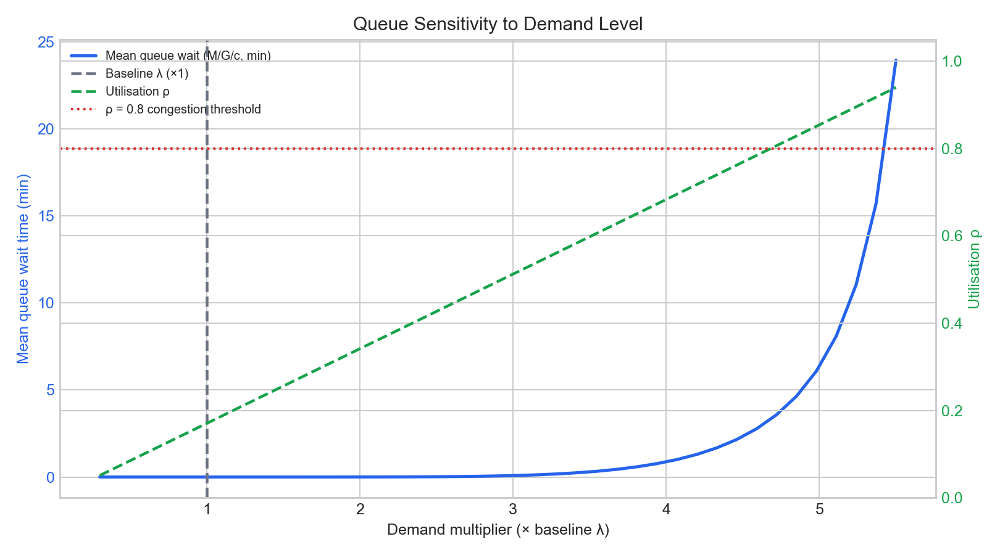 Queue Sensitivity to Demand Level
Mean queue wait (M/G/c, min)
Baseline λ (×1)
Utilisation ρ
ρ = 0.8 congestion threshold
Mean queue wait time (min)
25
20
15
10
5
0
1.0
0.8
0.6
0.4
0.2
0.0
Utilisation ρ
1 2 3 4 5
Demand multiplier (× baseline λ)